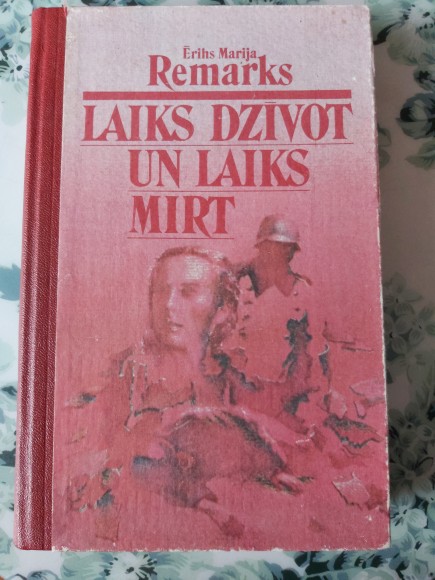 Ērihs Marija
Remarks
LAIKS DZĪVOT
UN LAIKS
MIRT